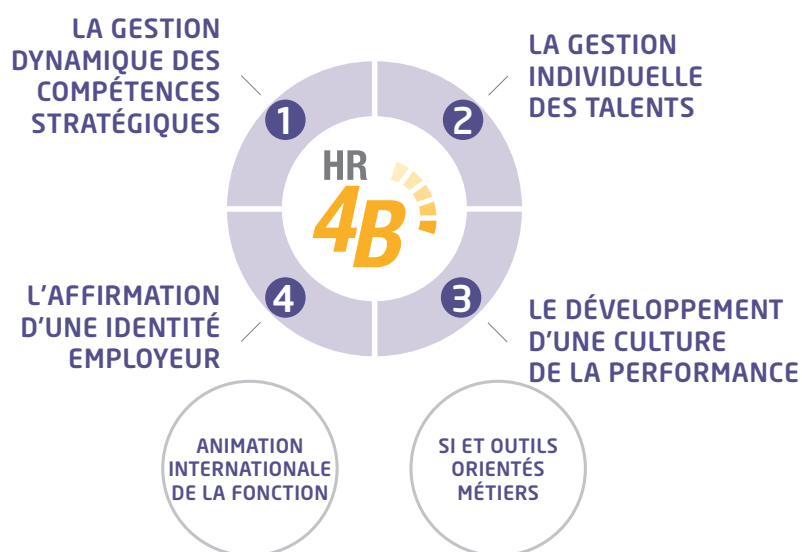 LA GESTION
DYNAMIQUE DES
COMPÉTENCES
STRATÉGIQUES
1
2
LA GESTION
INDIVIDUELLE
DES TALENTS
HR
4B
4
L'AFFIRMATION
D'UNE IDENTITÉ
EMPLOYEUR
3
LE DÉVELOPPEMENT
D'UNE CULTURE
DE LA PERFORMANCE
ANIMATION
INTERNATIONALE
DE LA FONCTION
SI ET OUTILS
ORIENTÉS
MÉTIERS